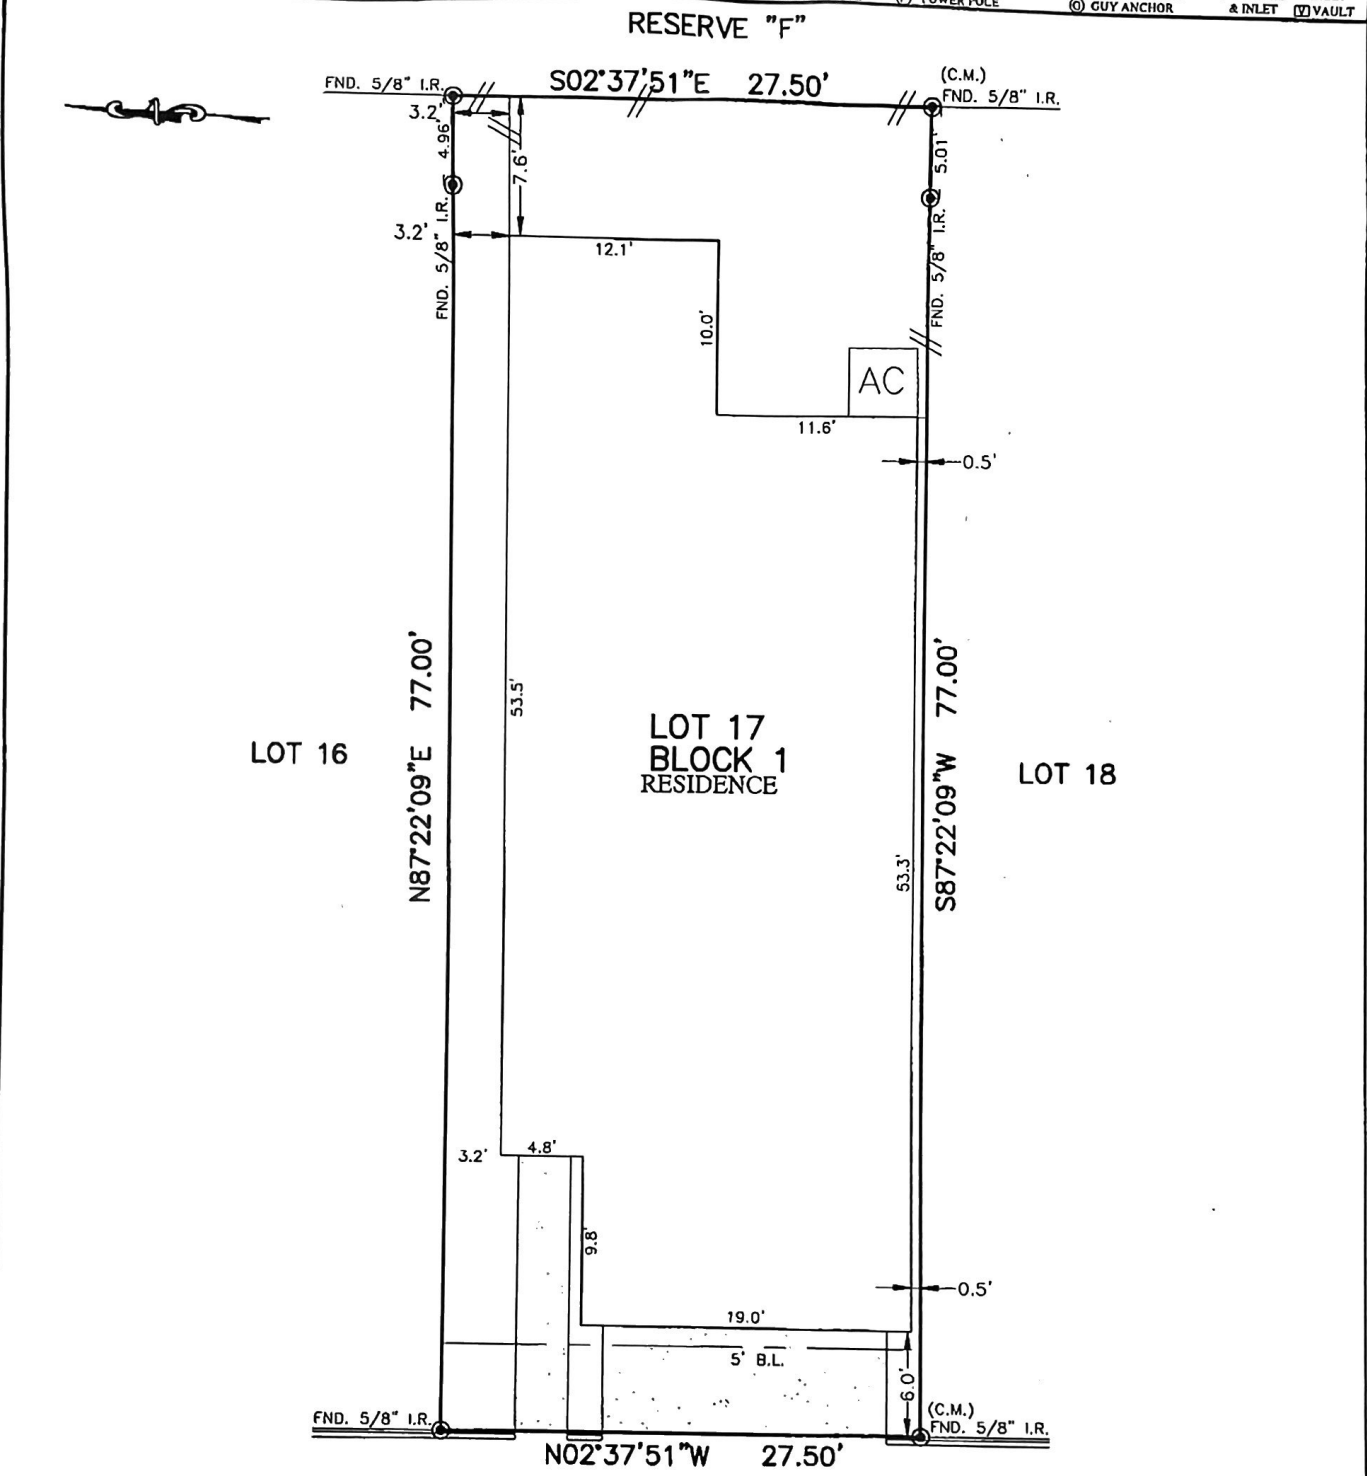 (P) POWER POLE
GUY ANCHOR
& INLET
V VAULT
RESERVE "F"
FND. 5/8" I.R.
S02°37'51"E 27.50'
(C.M.)
FND. 5/8" I.R.
3.2'
4.96'
7.6'
5.01'
FND. 5/8" I.R.
FND. 5/8" I.R.
3.2'
12.1'
10.0'
AC
11.6'
0.5'
N87°22'09"E 77.00'
53.5'
S87°22'09"W 77.00'
LOT 16
LOT 17
BLOCK 1
RESIDENCE
LOT 18
53.3'
3.2'
4.8'
9.8'
0.5'
19.0'
5' B.L.
6.0'
FND. 5/8" I.R.
(C.M.)
FND. 5/8" I.R.
N02°37'51"W 27.50'